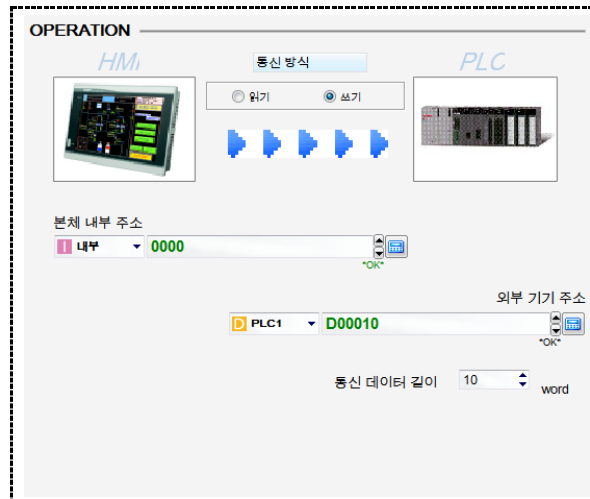 OPERATION
HMI
통신 방식
PLC
읽기
쓰기
본체 내부 주소
I 내부 0000
*OK*
외부 기기 주소
D PLC1 D00010
*OK*
통신 데이터 길이 10 word